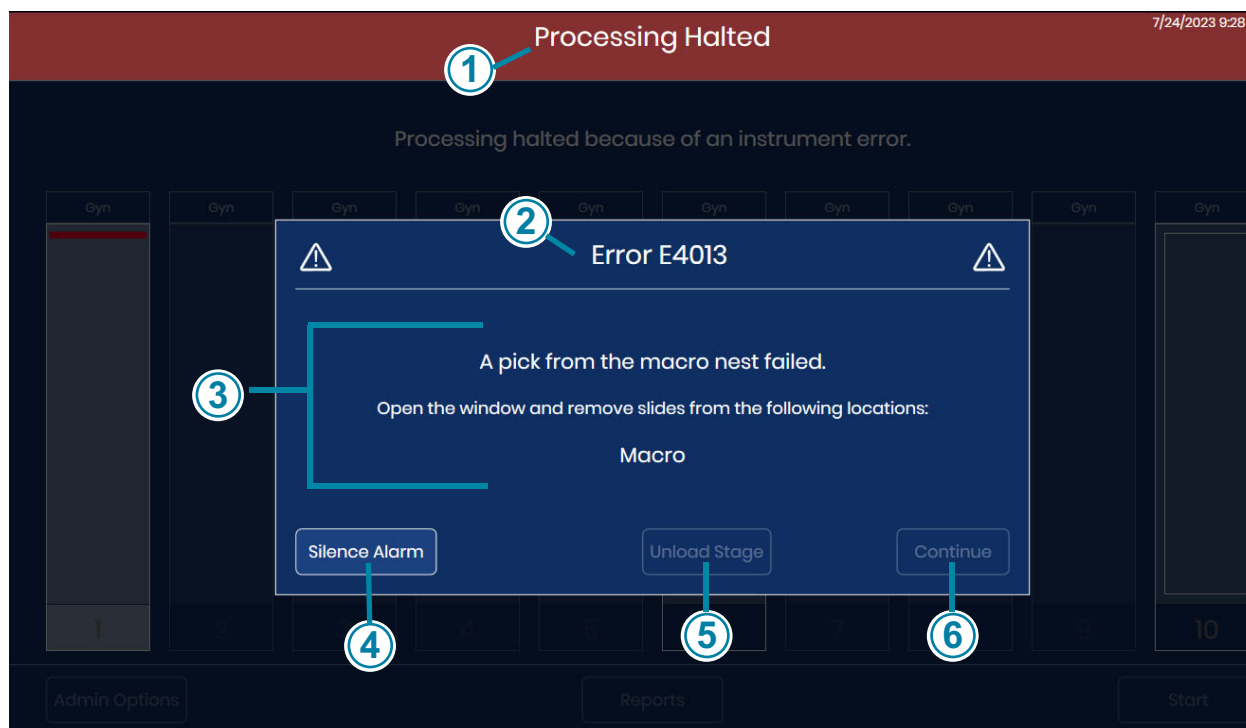 Processing Halted
7/24/2023 9:28
1
Processing halted because of an instrument error.
Gyn Gyn Gyn Gyn Gyn Gyn Gyn Gyn Gyn Gyn
2
Error E4013
A pick from the macro nest failed.
3
Open the window and remove slides from the following locations:
Macro
Silence Alarm Unload Stage Continue
1 2 4 4 5 5 7 6 9 10
Admin Options Reports Start